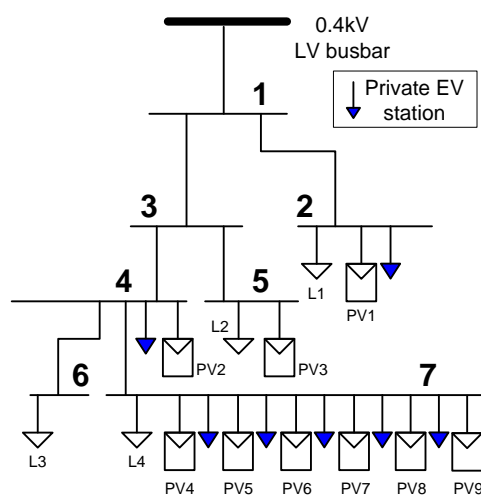 0.4kV
LV busbar
Private EV
station
1
3
2
L1
PV1
4
5
L2
PV2
PV3
6
7
L3
L4
PV4
PV5
PV6
PV7
PV8
PV9